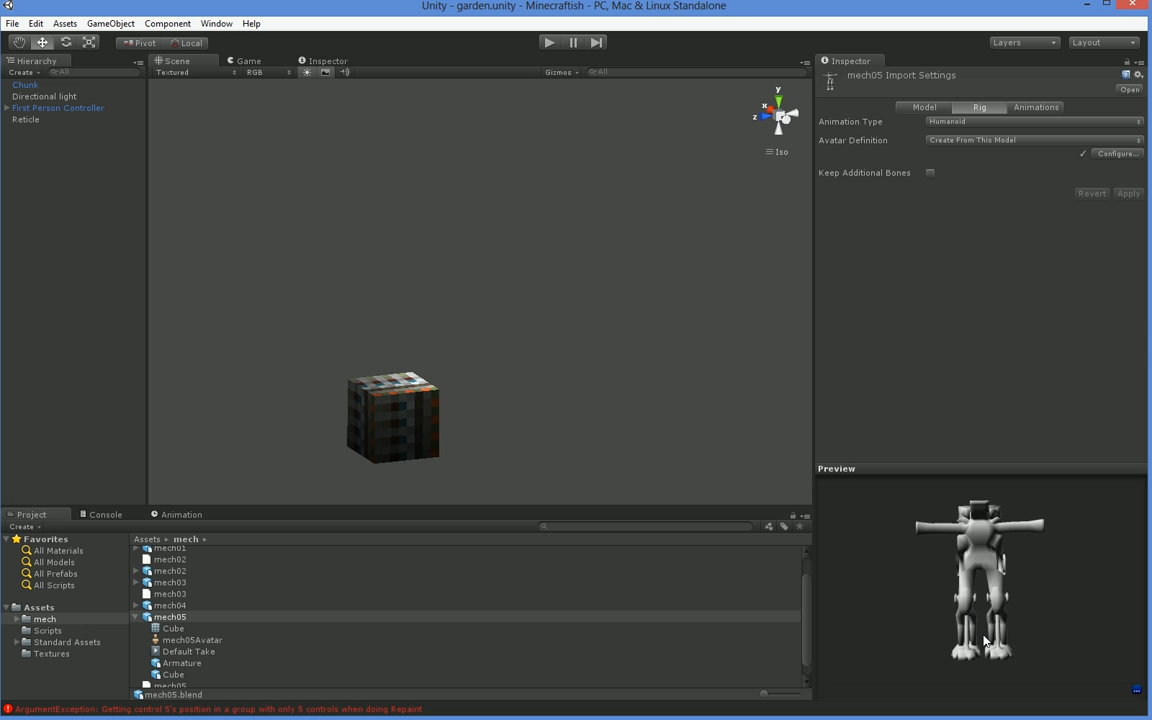 Unity - garden.unity - Minecraftish - PC, Mac & Linux Standalone
File Edit Assets GameObject Component Window Help
Pivot Local Layers Layout
Hierarchy
Create All
Chunk
Directional light
First Person Controller
Reticle
Scene Game Inspector
Textured RGB Gizmos All
y
x
z
Iso
Inspector
mech05 Import Settings
Open
Model Rig Animations
Animation Type Humanoid
Avatar Definition Create From This Model
✓ Configure...
Keep Additional Bones
Revert Apply
Preview
Project Console Animation
Create
Favorites
All Materials
All Models
All Prefabs
All Scripts
Assets
mech
Scripts
Standard Assets
Textures
Assets mech
mech01
mech02
mech02
mech03
mech03
mech04
mech05
Cube
mech05Avatar
Default Take
Armature
Cube
mech05
mech05.blend
ArgumentException: Getting control 5's position in a group with only 5 controls when doing Repaint